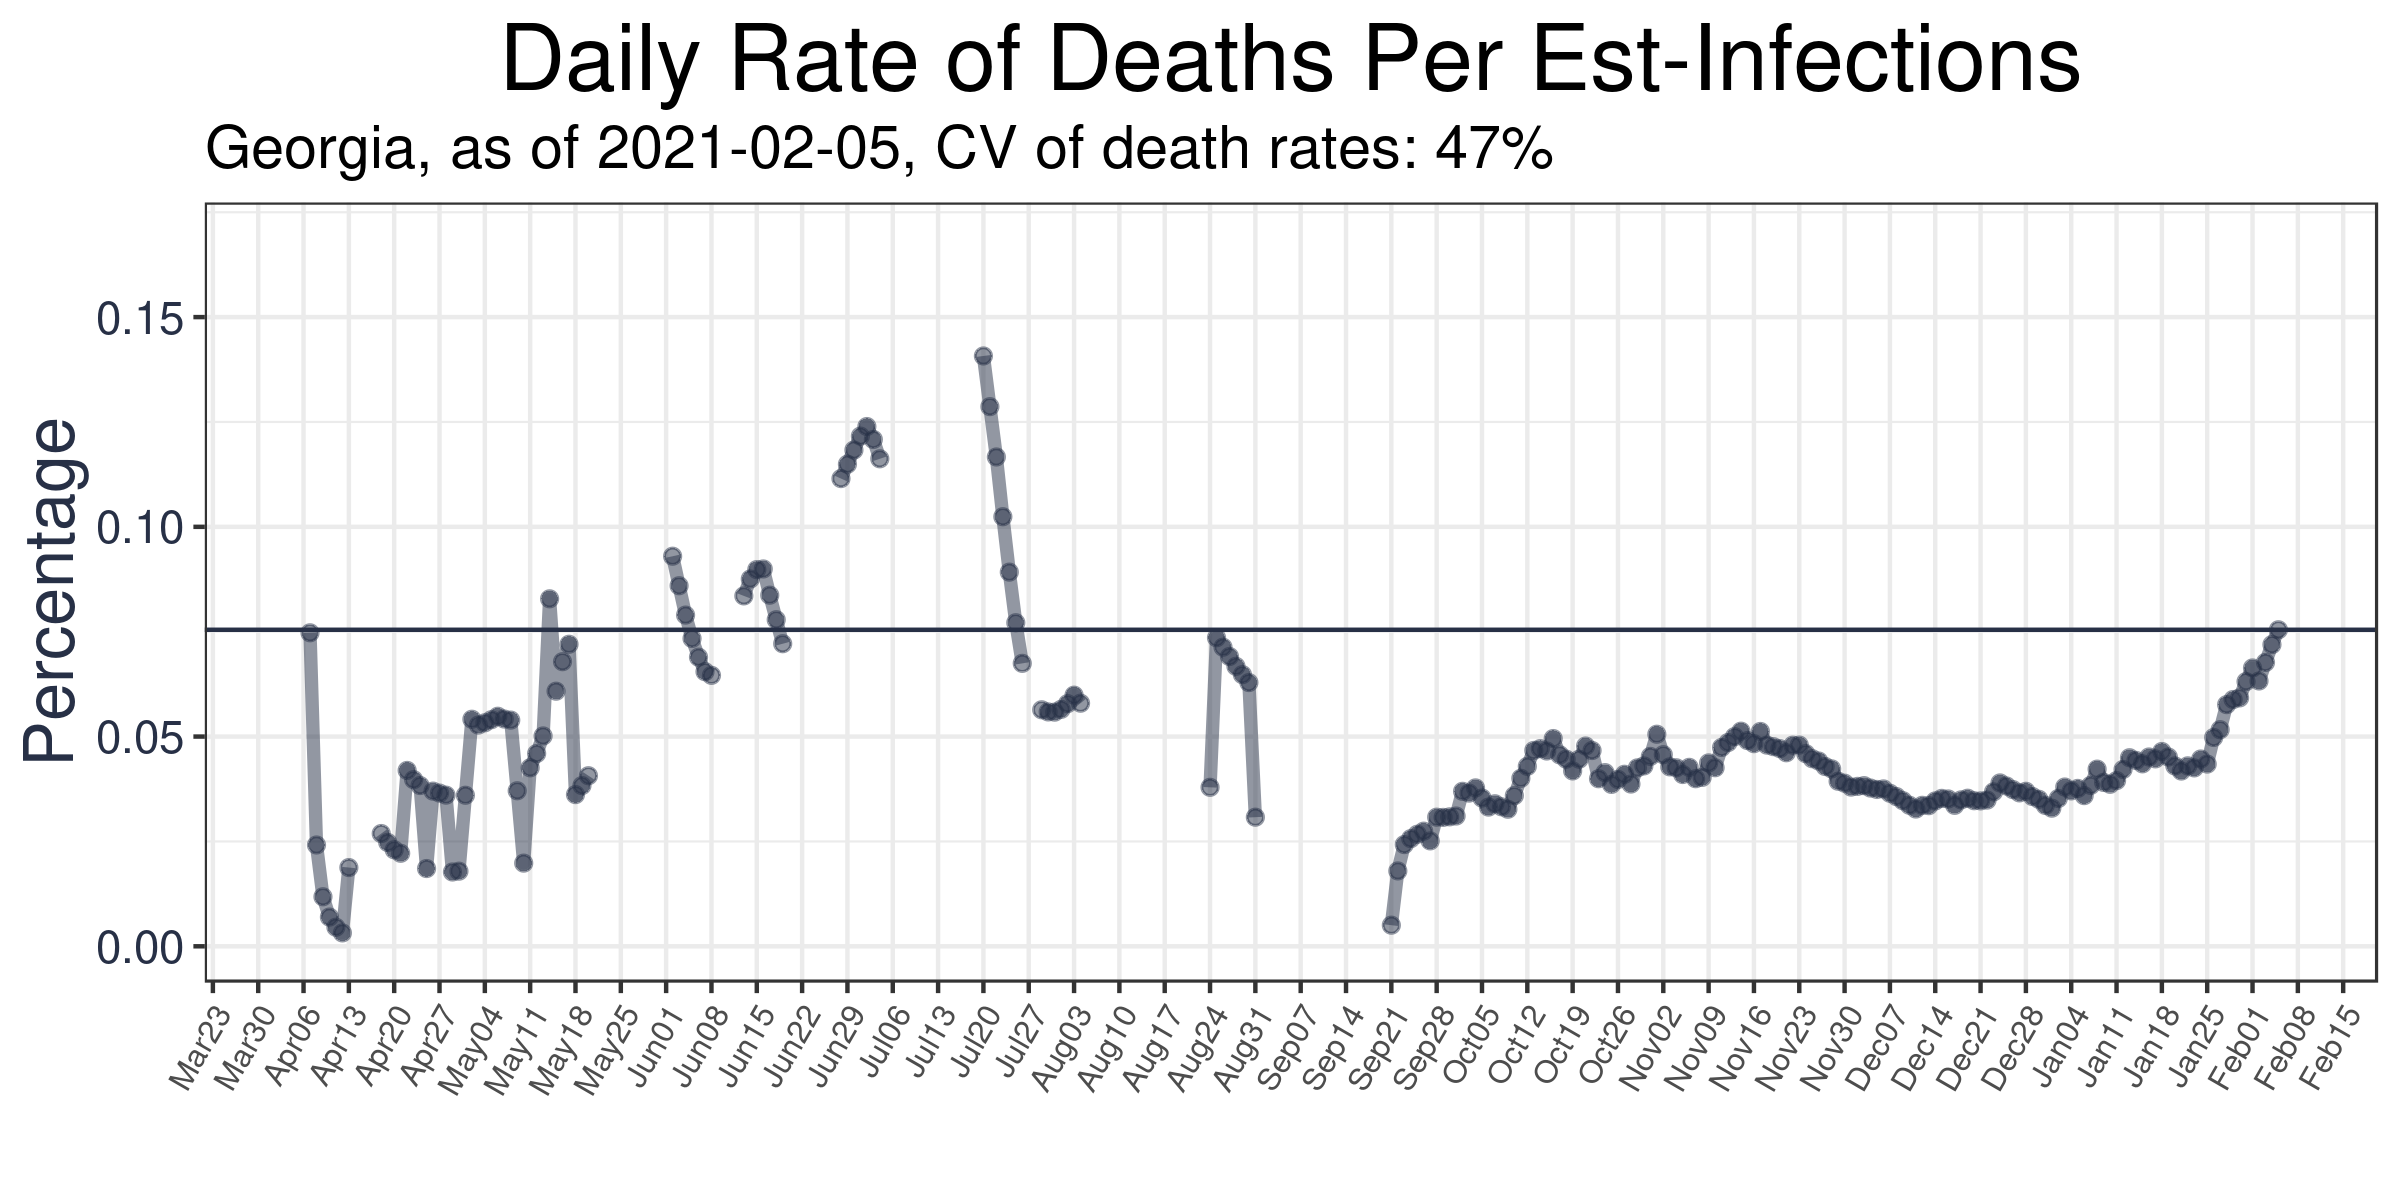 Daily Rate of Deaths Per Est-Infections
Georgia, as of 2021-02-05, CV of death rates: 47%
Percentage
0.15
0.10
0.05
0.00
Mar23 Mar30 Apr06 Apr13 Apr20 Apr27 May04 May11 May18 May25 Jun01 Jun08 Jun15 Jun22 Jun29 Jul06 Jul13 Jul20 Jul27 Aug03 Aug10 Aug17 Aug24 Aug31 Sep07 Sep14 Sep21 Sep28 Oct05 Oct12 Oct19 Oct26 Nov02 Nov09 Nov16 Nov23 Nov30 Dec07 Dec14 Dec21 Dec28 Jan04 Jan11 Jan18 Jan25 Feb01 Feb08 Feb15